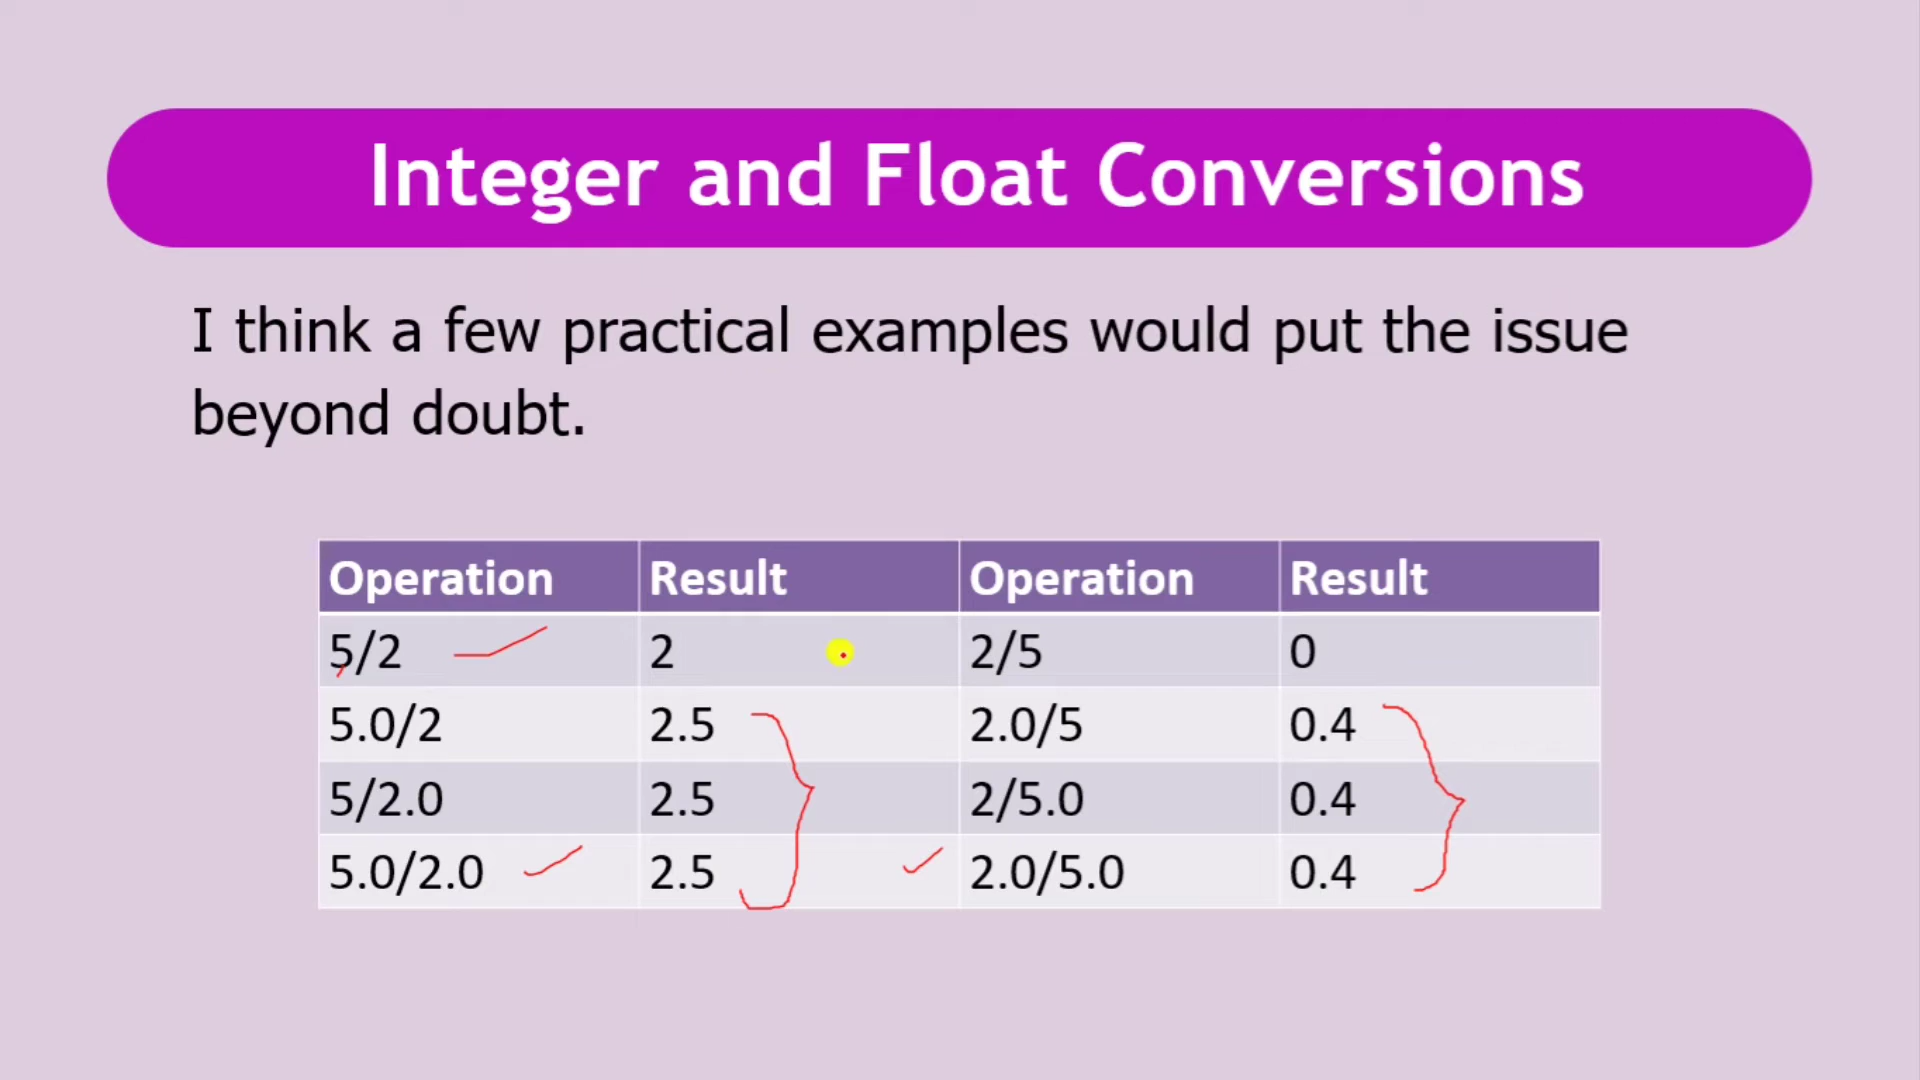 Integer and Float Conversions
I think a few practical examples would put the issue
beyond doubt.
Operation Result Operation Result
5/2 2 2/5 0
5.0/2 2.5 2.0/5 0.4
5/2.0 2.5 2/5.0 0.4
5.0/2.0 2.5 2.0/5.0 0.4